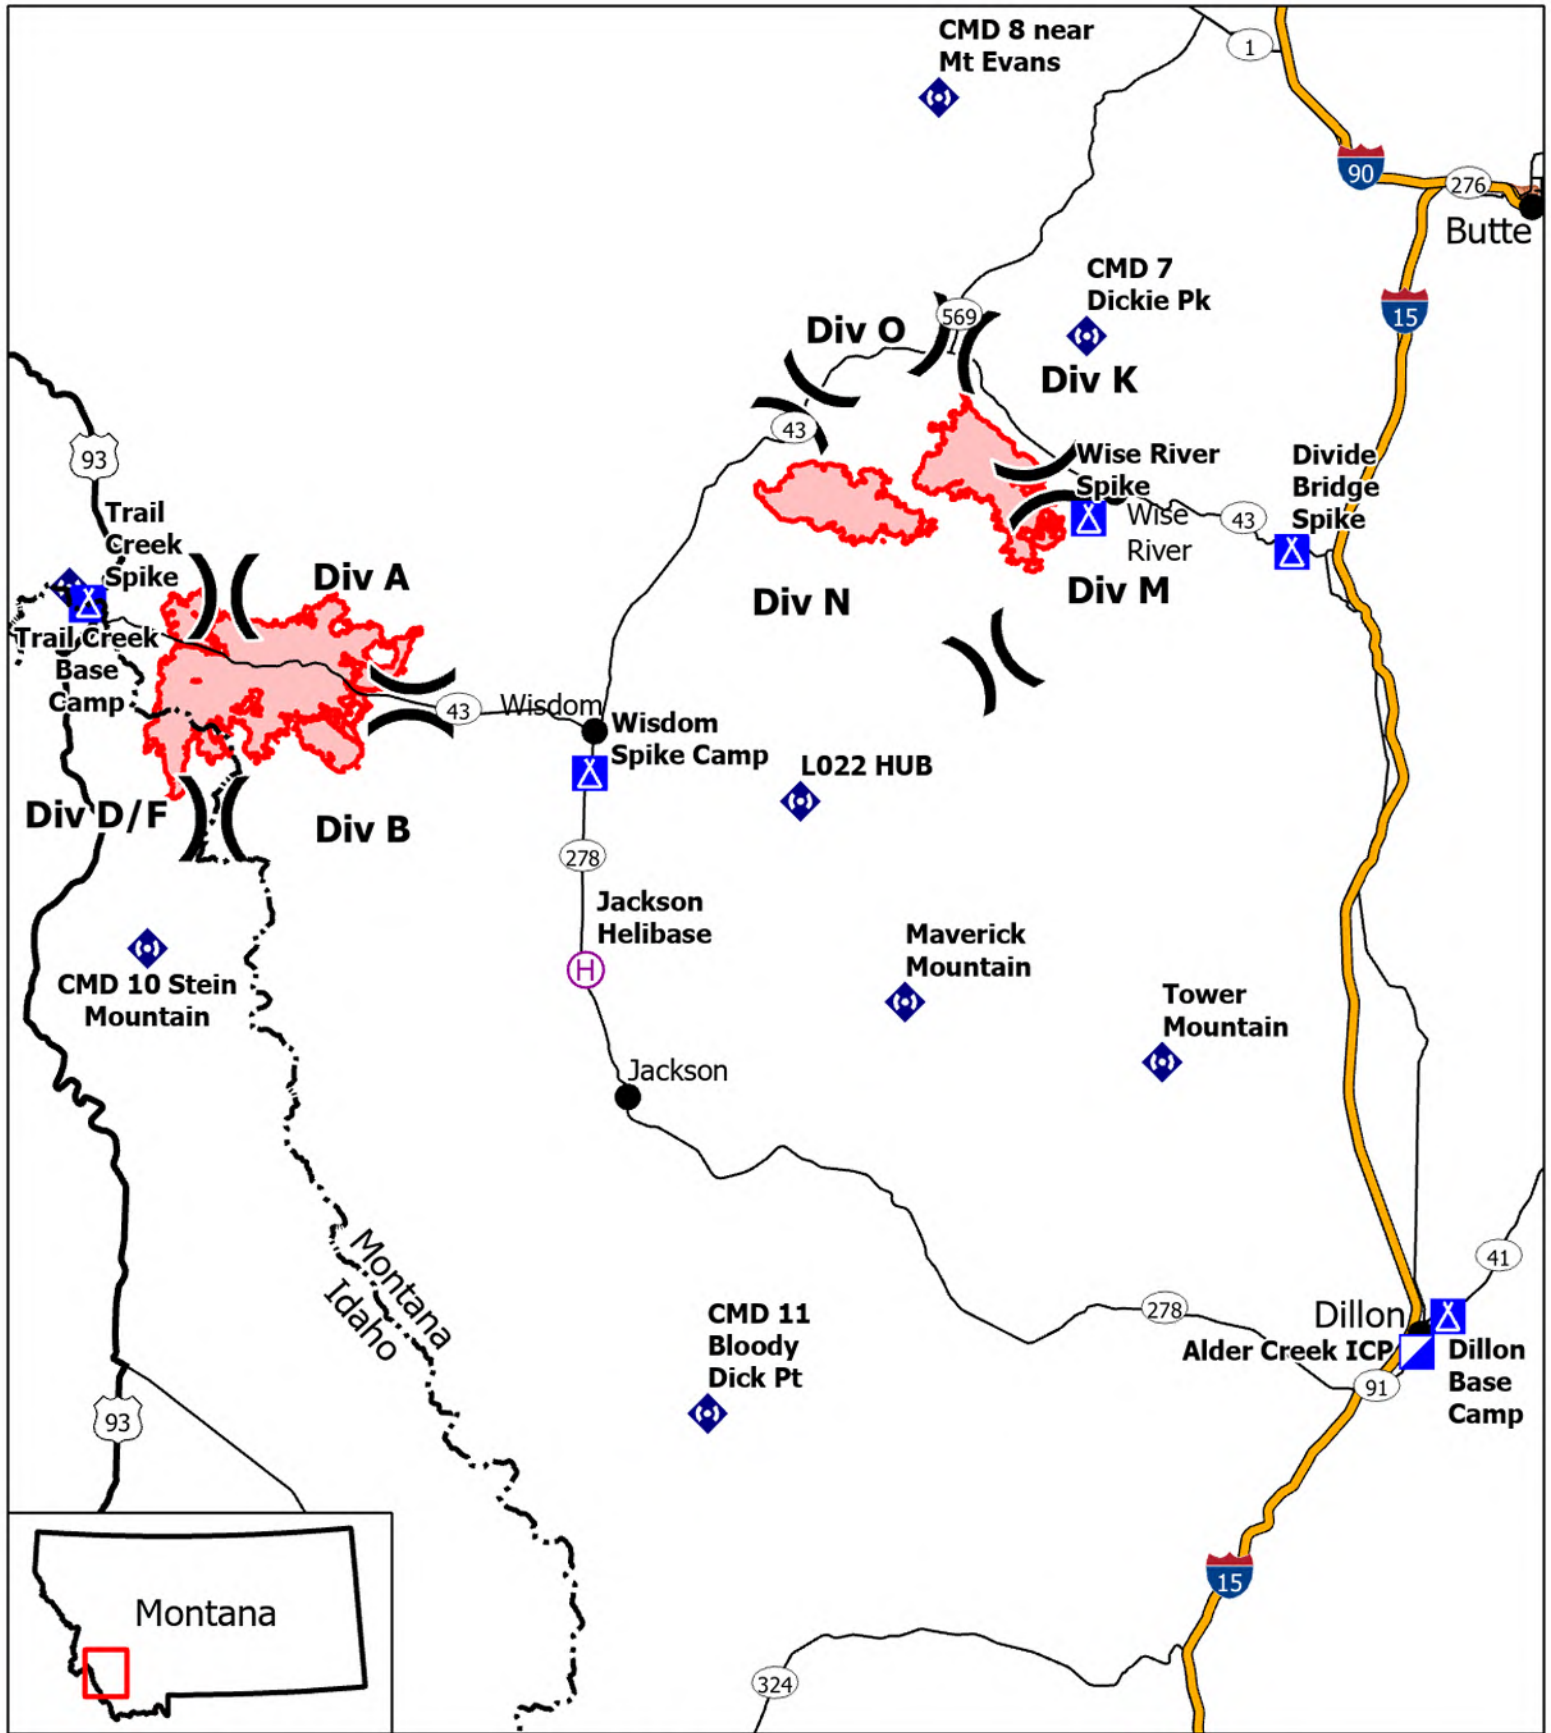 CMD 8 near
Mt Evans
1
90
276
Butte
CMD 7
Dickie Pk
15
569
Div O
Div K
43
93
Wise River
Spike
Divide
Bridge
Spike
Trail
Creek
Spike
Wise
River
43
Div A
Div N
Div M
Trail Creek
Base
Camp
43
Wisdom
Wisdom
Spike Camp
L022 HUB
Div D/F
Div B
278
Jackson
Helibase
H
Maverick
Mountain
CMD 10 Stein
Mountain
Tower
Mountain
Jackson
Montana
Idaho
41
278
CMD 11
Bloody
Dick Pt
Dillon
Alder Creek ICP
Dillon
Base
Camp
91
93
15
Montana
324